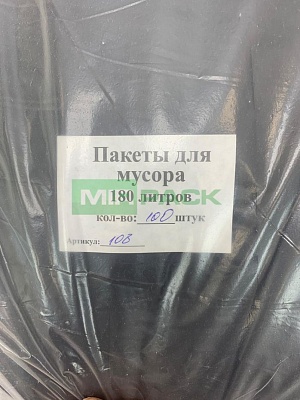 Пакеты для
мусора
180 литров
кол-во: 100 штук
Артикул: 108